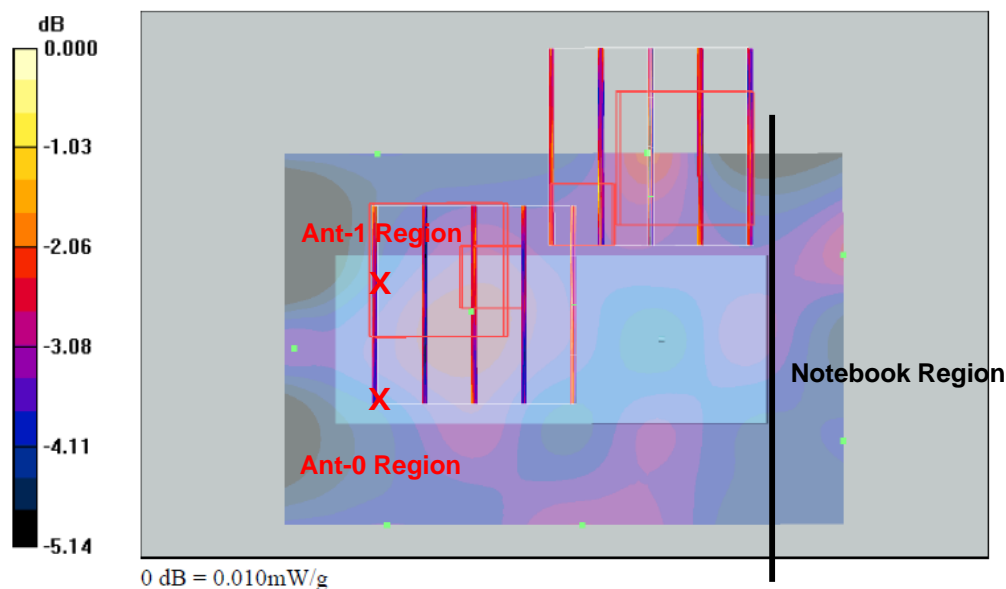 dB
0.000
-1.03
-2.06
-3.08
-4.11
-5.14
Ant-1 Region
X
X
Ant-0 Region
Notebook Region
0 dB = 0.010mW/g